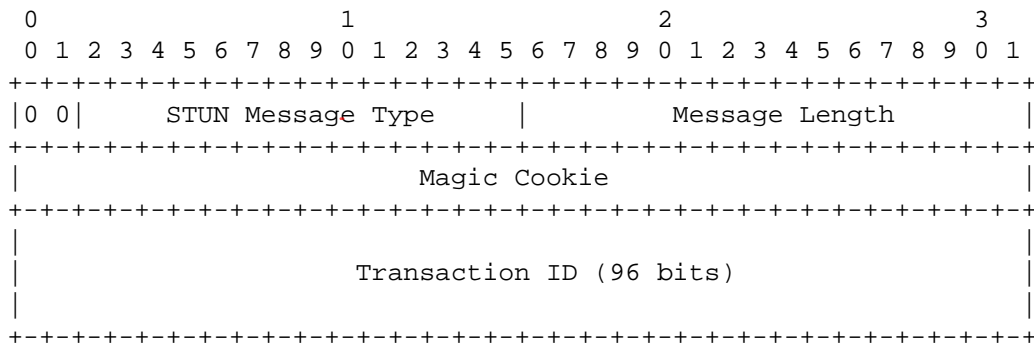 0                   1                   2                   3
0 1 2 3 4 5 6 7 8 9 0 1 2 3 4 5 6 7 8 9 0 1 2 3 4 5 6 7 8 9 0 1
+-+-+-+-+-+-+-+-+-+-+-+-+-+-+-+-+-+-+-+-+-+-+-+-+-+-+-+-+-+-+-+-+
|0 0|     STUN Message Type     |         Message Length        |
+-+-+-+-+-+-+-+-+-+-+-+-+-+-+-+-+-+-+-+-+-+-+-+-+-+-+-+-+-+-+-+-+
|                         Magic Cookie                          |
+-+-+-+-+-+-+-+-+-+-+-+-+-+-+-+-+-+-+-+-+-+-+-+-+-+-+-+-+-+-+-+-+
|                                                               |
|                     Transaction ID (96 bits)                  |
|                                                               |
+-+-+-+-+-+-+-+-+-+-+-+-+-+-+-+-+-+-+-+-+-+-+-+-+-+-+-+-+-+-+-+-+